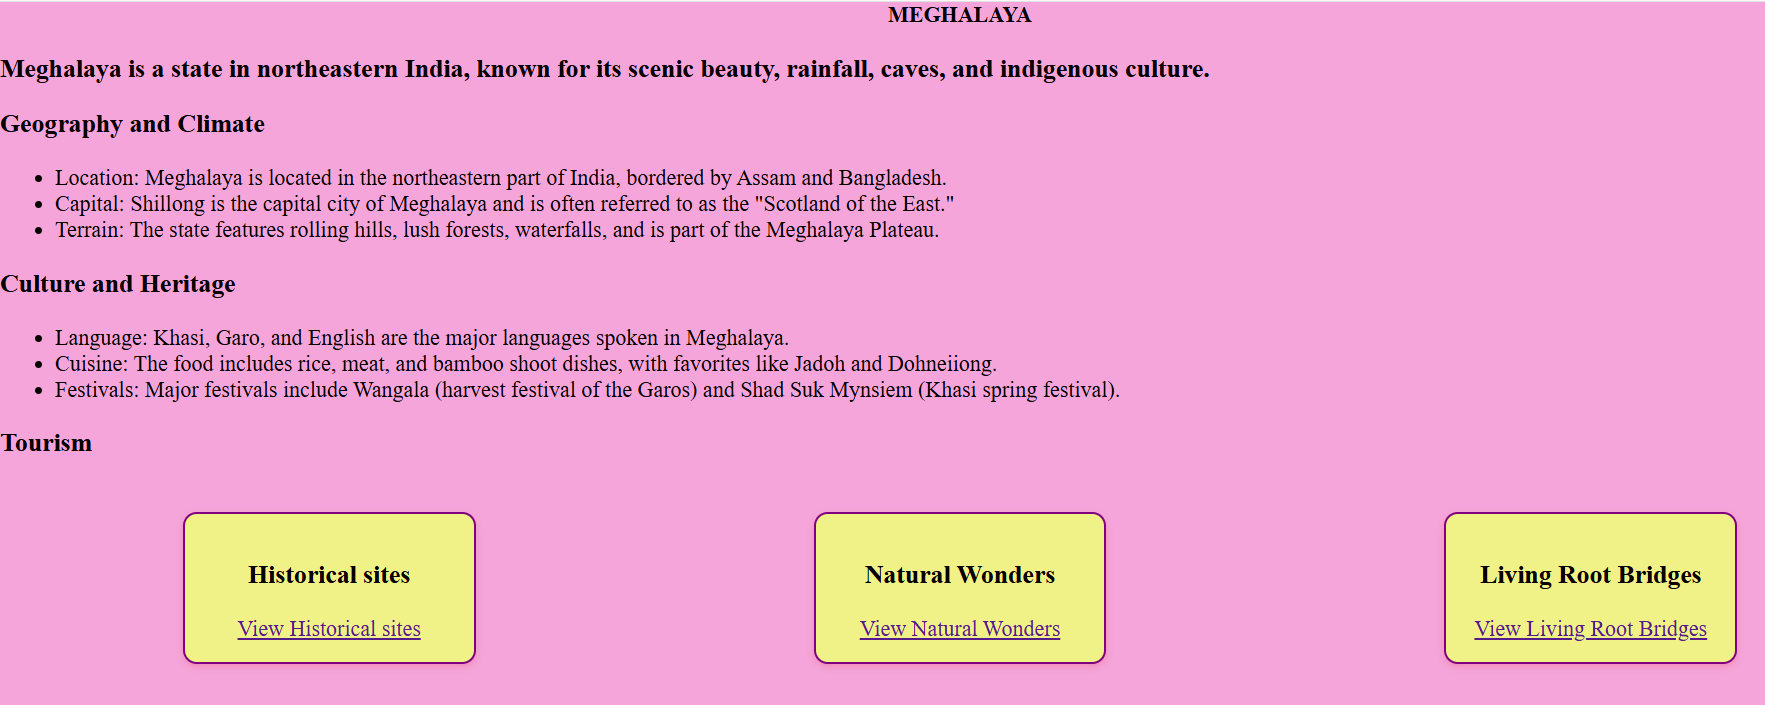 MEGHALAYA
Meghalaya is a state in northeastern India, known for its scenic beauty, rainfall, caves, and indigenous culture.
Geography and Climate
• Location: Meghalaya is located in the northeastern part of India, bordered by Assam and Bangladesh.
• Capital: Shillong is the capital city of Meghalaya and is often referred to as the "Scotland of the East."
• Terrain: The state features rolling hills, lush forests, waterfalls, and is part of the Meghalaya Plateau.
Culture and Heritage
• Language: Khasi, Garo, and English are the major languages spoken in Meghalaya.
• Cuisine: The food includes rice, meat, and bamboo shoot dishes, with favorites like Jadoh and Dohneiiong.
• Festivals: Major festivals include Wangala (harvest festival of the Garos) and Shad Suk Mynsiem (Khasi spring festival).
Tourism
Historical sites
View Historical sites
Natural Wonders
View Natural Wonders
Living Root Bridges
View Living Root Bridges